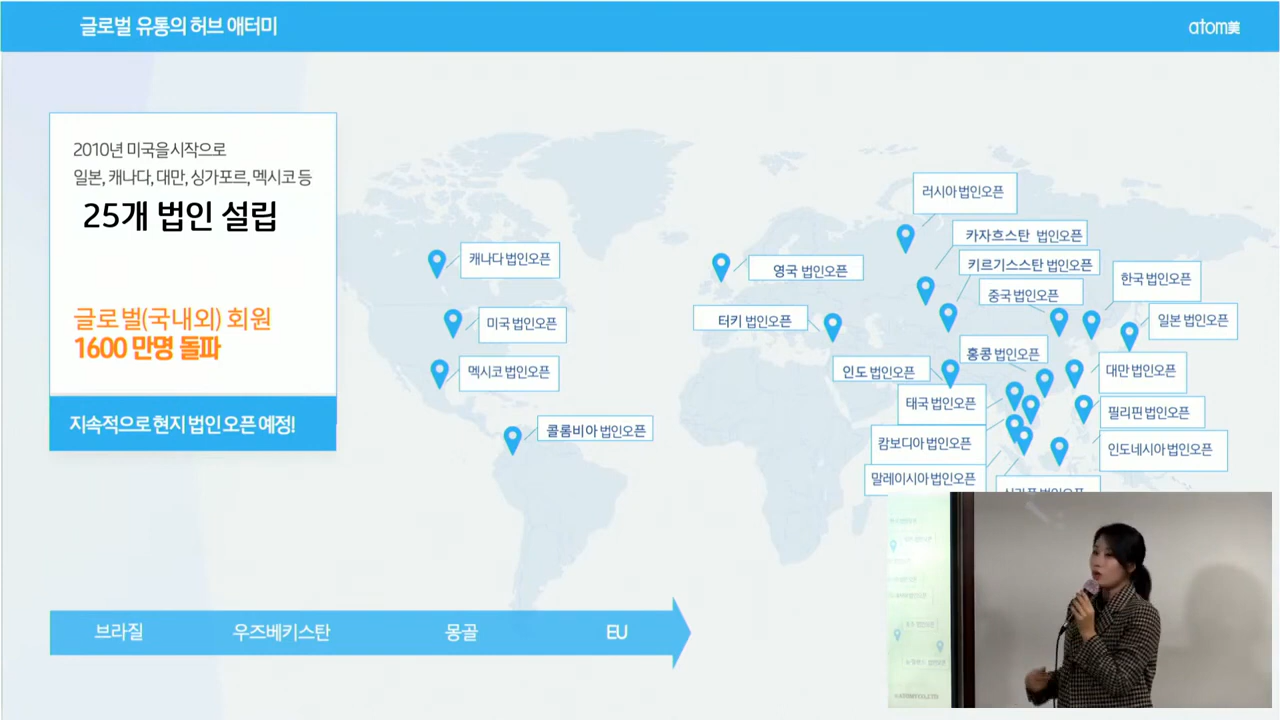 글로벌 유통의 허브 애터미
atom美
2010년 미국을시작으로
일본, 캐나다, 대만, 싱가포르, 멕시코 등
25개 법인 설립
글로벌(국내외) 회원
1600 만명 돌파
지속적으로 현지 법인 오픈 예정!
러시아 법인오픈
카자흐스탄 법인오픈
키르기스스탄 법인오픈
중국 법인오픈
한국 법인오픈
일본 법인오픈
캐나다 법인오픈
영국 법인오픈
미국 법인오픈
터키 법인오픈
홍콩 법인오픈
대만 법인오픈
멕시코 법인오픈
인도 법인오픈
태국 법인오픈
필리핀 법인오픈
콜롬비아 법인오픈
캄보디아 법인오픈
인도네시아 법인오픈
말레이시아 법인오픈
브라질
우즈베키스탄
몽골
EU